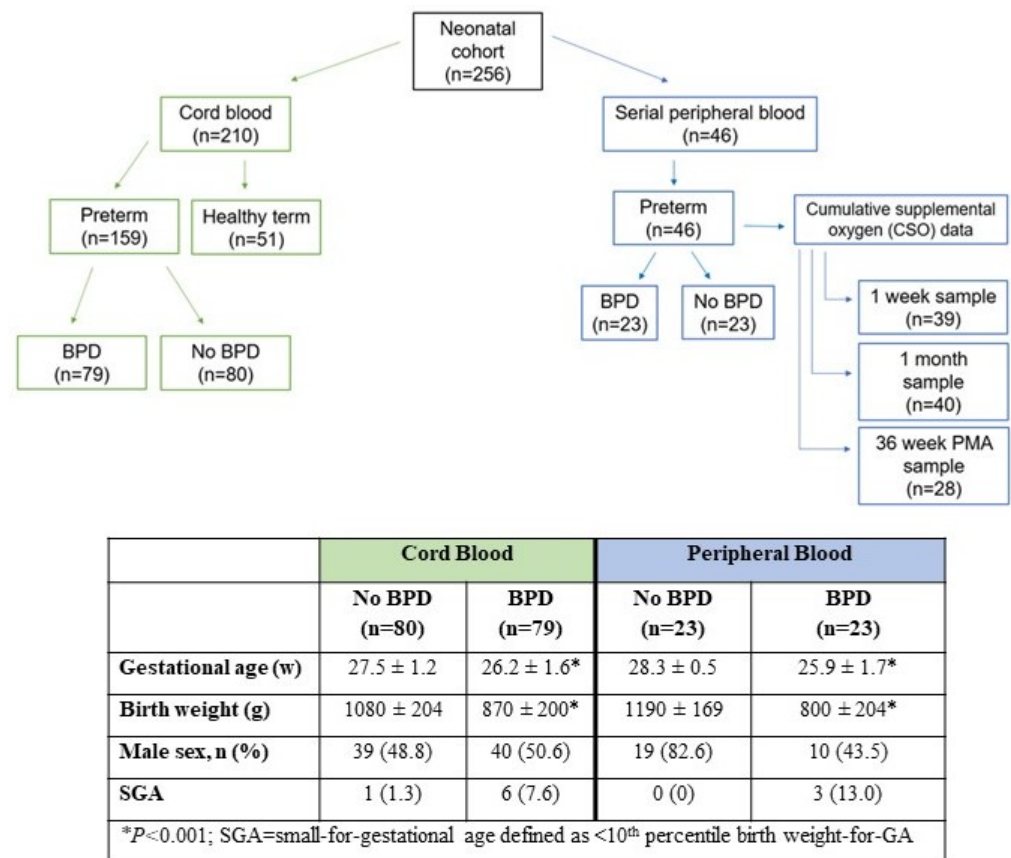 Neonatal
cohort
(n=256)
Cord blood
(n=210)
Serial peripheral blood
(n=46)
Preterm
(n=159)
Healthy term
(n=51)
Preterm
(n=46)
Cumulative supplemental
oxygen (CSO) data
BPD
(n=79)
No BPD
(n=80)
BPD
(n=23)
No BPD
(n=23)
1 week sample
(n=39)
1 month
sample
(n=40)
36 week PMA
sample
(n=28)
Cord Blood Peripheral Blood
No BPD BPD No BPD BPD
(n=80) (n=79) (n=23) (n=23)
Gestational age (w) 27.5 ± 1.2 26.2 ± 1.6* 28.3 ± 0.5 25.9 ± 1.7*
Birth weight (g) 1080 ± 204 870 ± 200* 1190 ± 169 800 ± 204*
Male sex, n (%) 39 (48.8) 40 (50.6) 19 (82.6) 10 (43.5)
SGA 1 (1.3) 6 (7.6) 0 (0) 3 (13.0)
*P<0.001; SGA=small-for-gestational age defined as <10th percentile birth weight-for-GA